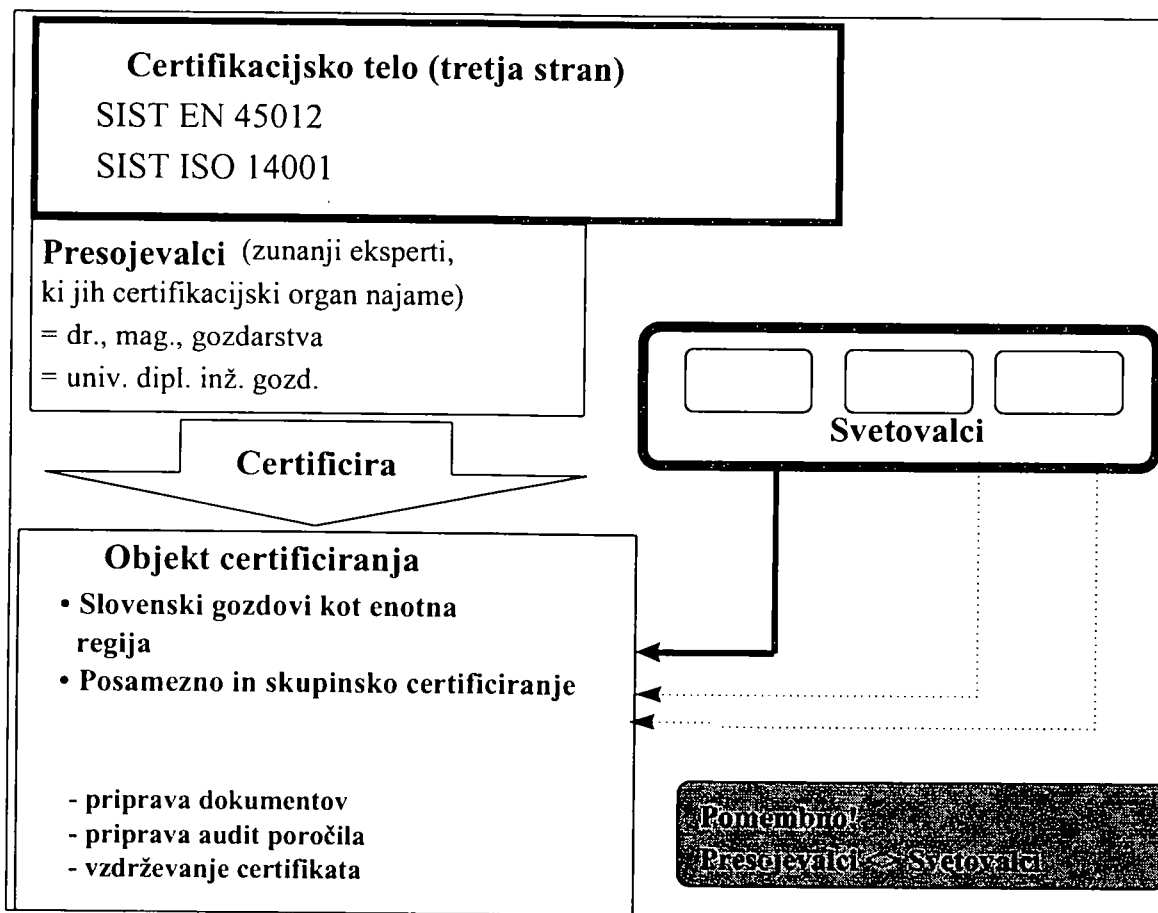 Certifikacijsko telo (tretja stran)
SIST EN 45012
SIST ISO 14001
Presojevalci (zunanji eksperti,
ki jih certifikacijski organ najame)
= dr., mag., gozdarstva
= univ. dipl. inž. gozd.
Certificira
Svetovalci
Objekt certificiranja
• Slovenski gozdovi kot enotna
regija
• Posamezno in skupinsko certificiranje
- priprava dokumentov
- priprava audit poročila
- vzdrževanje certifikata
Pomembno!
Presojevalci <> Svetovalci